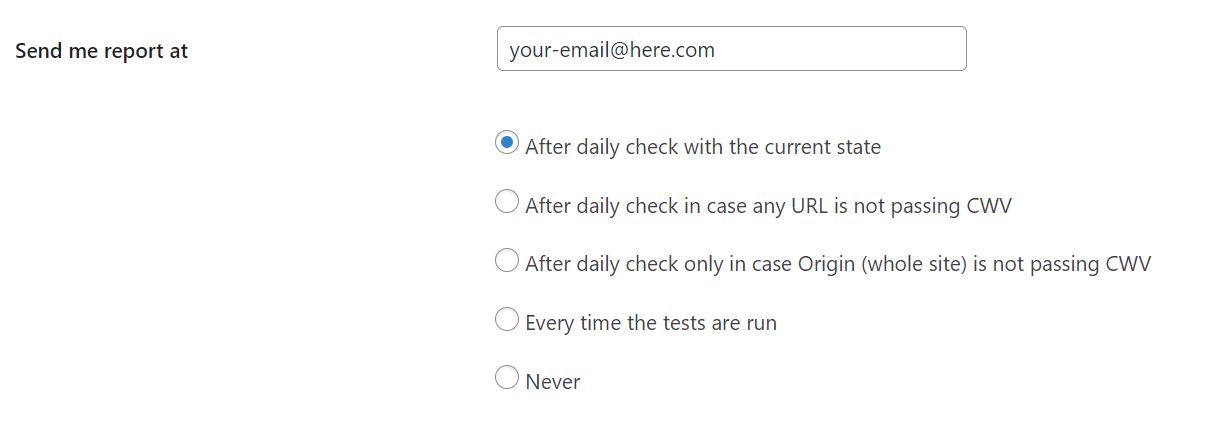 Send me report at
your-email@here.com
After daily check with the current state
After daily check in case any URL is not passing CWV
After daily check only in case Origin (whole site) is not passing CWV
Every time the tests are run
Never